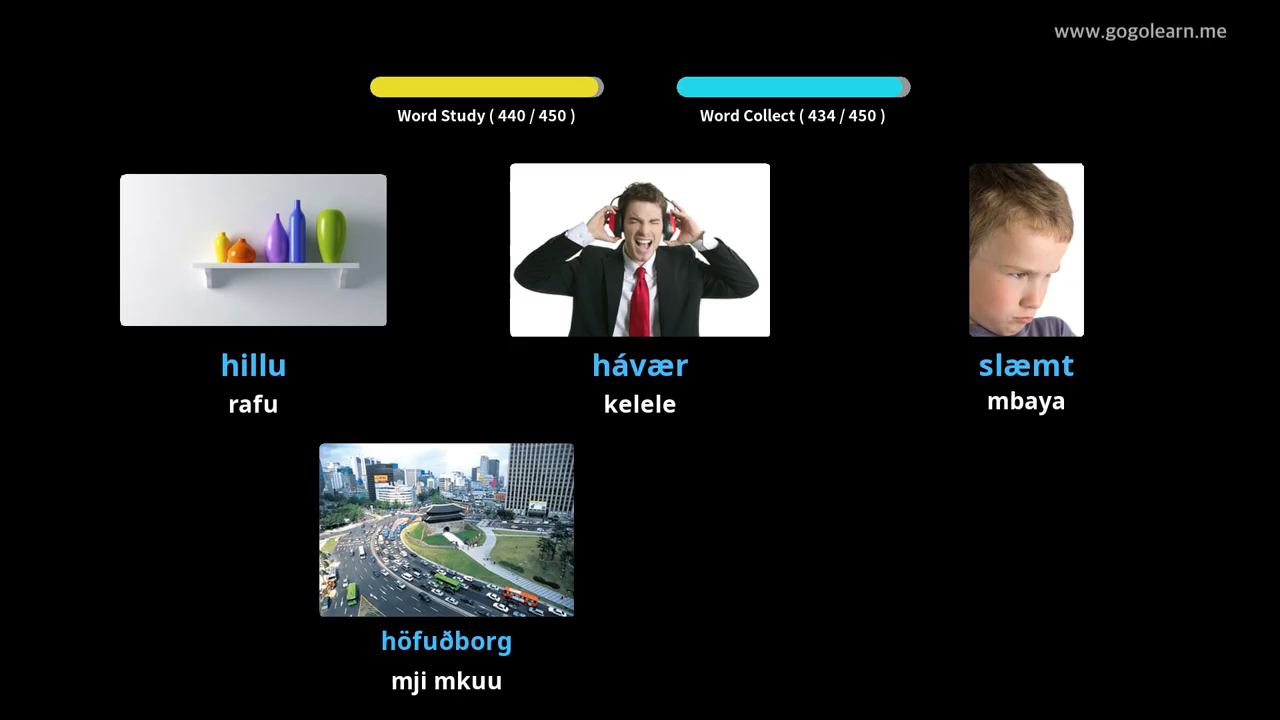 www.gogolearn.me
Word Study ( 440 / 450 )
Word Collect ( 434 / 450 )
hillu
rafu
hávær
kelele
slæmt
mbaya
höfuðborg
mji mkuu